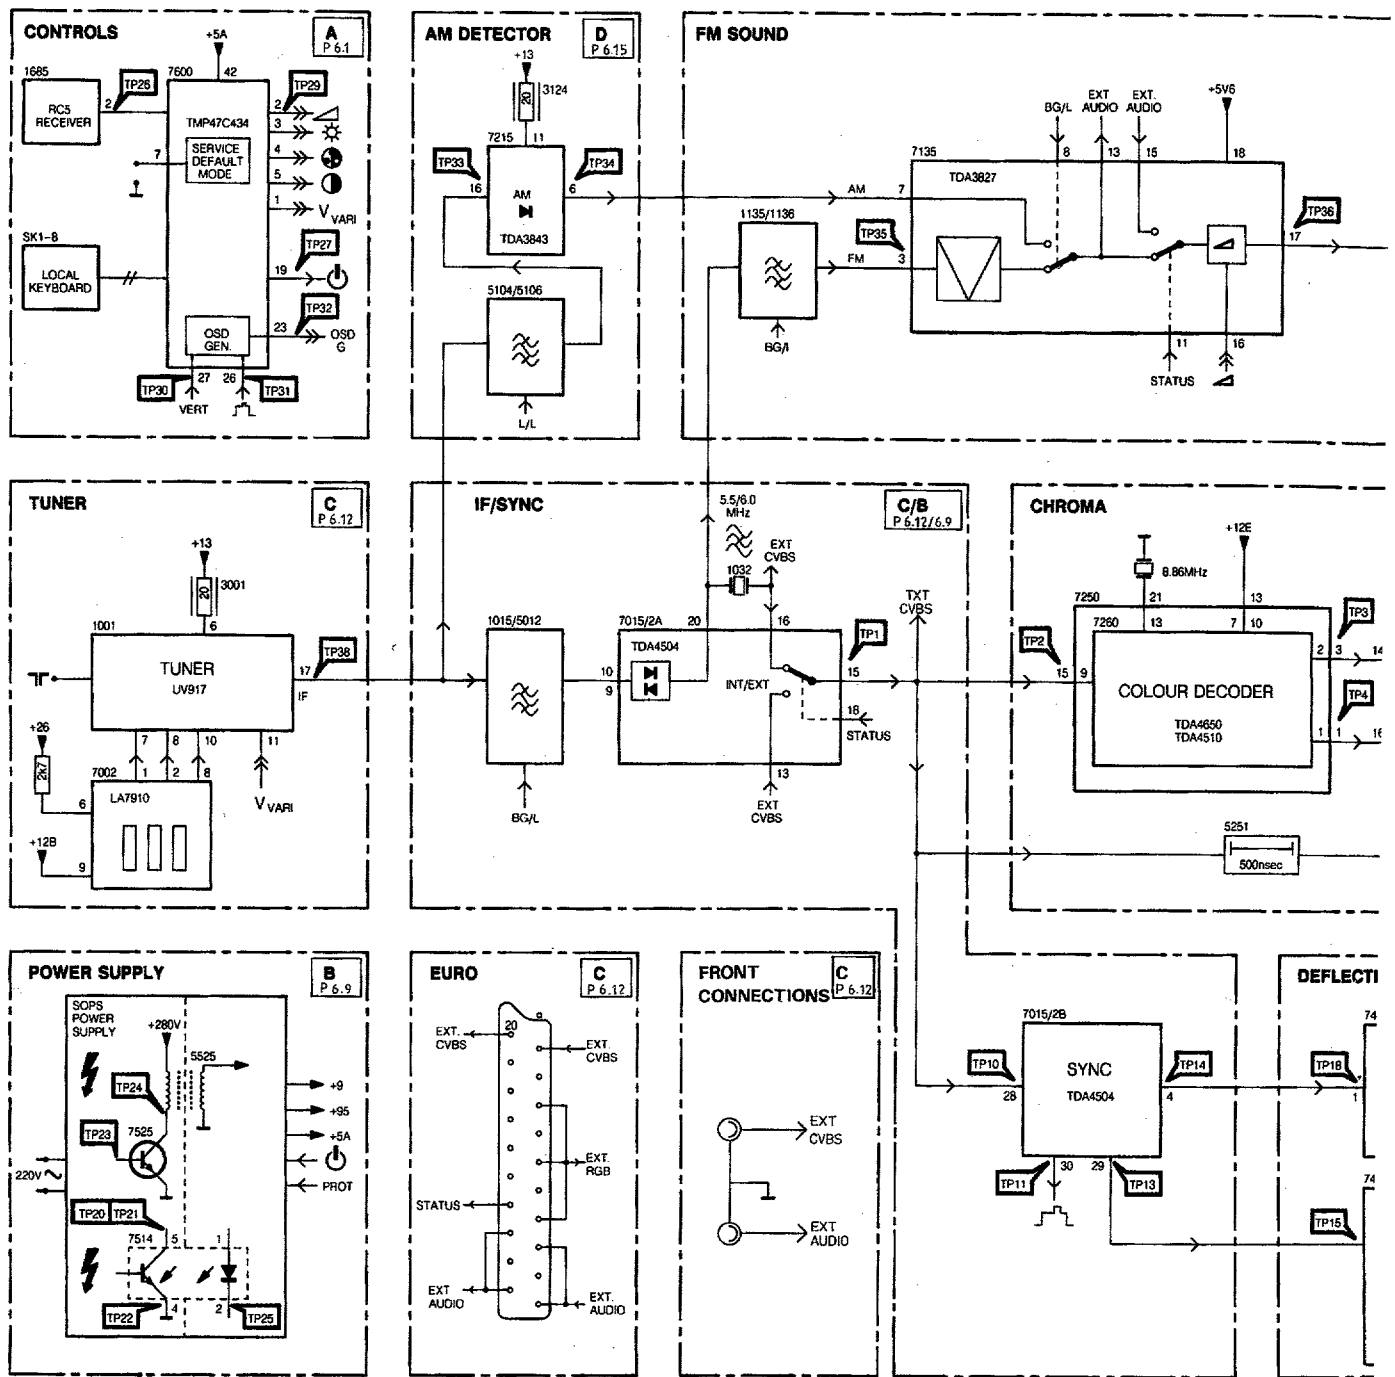 CONTROLS
A
P 6.1
+5A
1685
TP26
7600
42
TP29
2
RC5
RECEIVER
TMP47C434
2
3
7
SERVICE
DEFAULT
MODE
4
5
1
V VARI
SK1-8
TP27
LOCAL
KEYBOARD
19
TP32
OSD
GEN.
23
OSD
G
TP30
27
26
TP31
VERT
AM DETECTOR
D
P 6.15
+13
20
3124
7215
11
TP33
TP34
16
AM
6
TDA3843
5104/5106
L/L
FM SOUND
BG/L
EXT
AUDIO
EXT.
AUDIO
+5V6
7135
8
13
15
18
TDA3827
AM
7
1135/1136
TP35
TP36
17
FM
3
BG/I
11
16
STATUS
TUNER
C
P 6.12
+13
20
3001
1001
6
TUNER
UV917
TP38
17
IF
+26
7
8
10
11
2k7
7002
1
2
8
LA7910
V VARI
6
+12B
9
IF/SYNC
C/B
P 6.12/6.9
5.5/6.0
MHz
EXT
CVBS
1032
TXT
CVBS
1015/5012
7015/2A
20
16
TP1
TDA4504
10
9
INT/EXT
15
18
STATUS
13
BG/L
EXT
CVBS
CHROMA
+12E
8.86MHz
7250
21
13
TP3
7260
13
7
10
TP2
15
9
2
3
14
COLOUR DECODER
TP4
TDA4650
TDA4510
1
1
16
5251
500nsec
POWER SUPPLY
B
P 6.9
SOPS
POWER
SUPPLY
+280V
5525
TP24
+9
+95
TP23
7525
+5A
220V
PROT
TP20
TP21
7514
5
1
TP22
4
2
TP25
EURO
C
P 6.12
20
EXT.
CVBS
EXT.
CVBS
EXT.
RGB
STATUS
EXT
AUDIO
EXT.
AUDIO
FRONT
CONNECTIONS
C
P 6.12
EXT
CVBS
EXT
AUDIO
7015/2B
TP10
28
SYNC
TDA4504
TP14
4
30
29
TP11
TP13
DEFLECTI
74
TP18
1
74
TP15